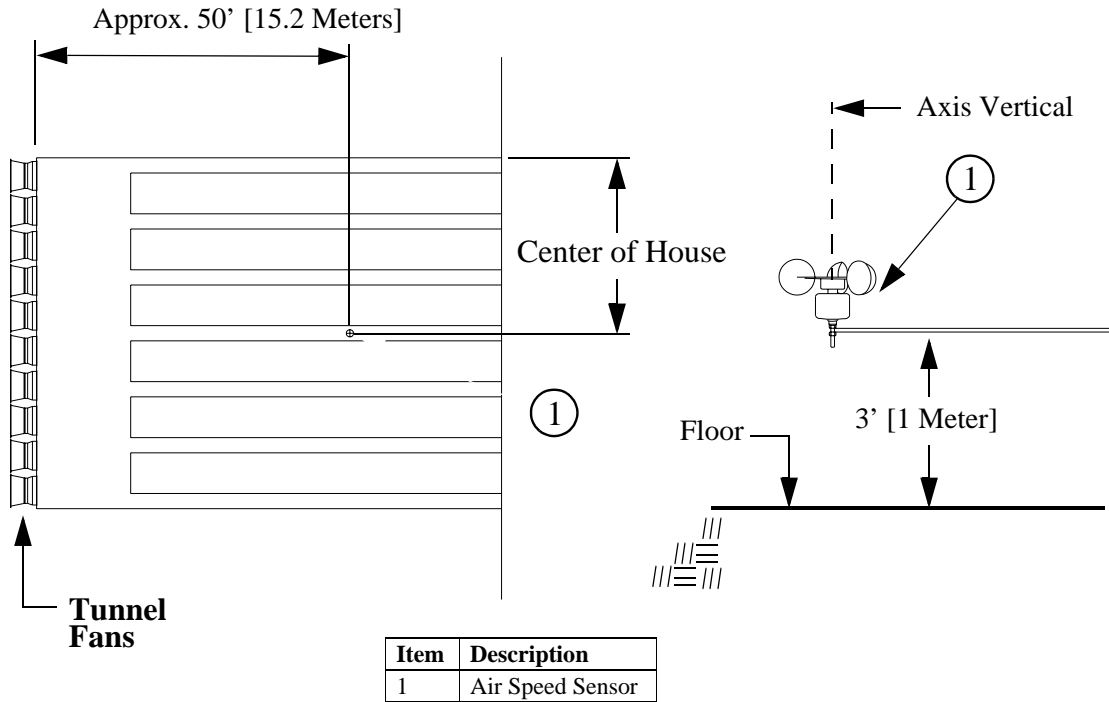 Approx. 50’ [15.2 Meters]
Axis Vertical
1
Center of House
1
3’ [1 Meter]
Floor
Tunnel
Fans
Item Description
1 Air Speed Sensor